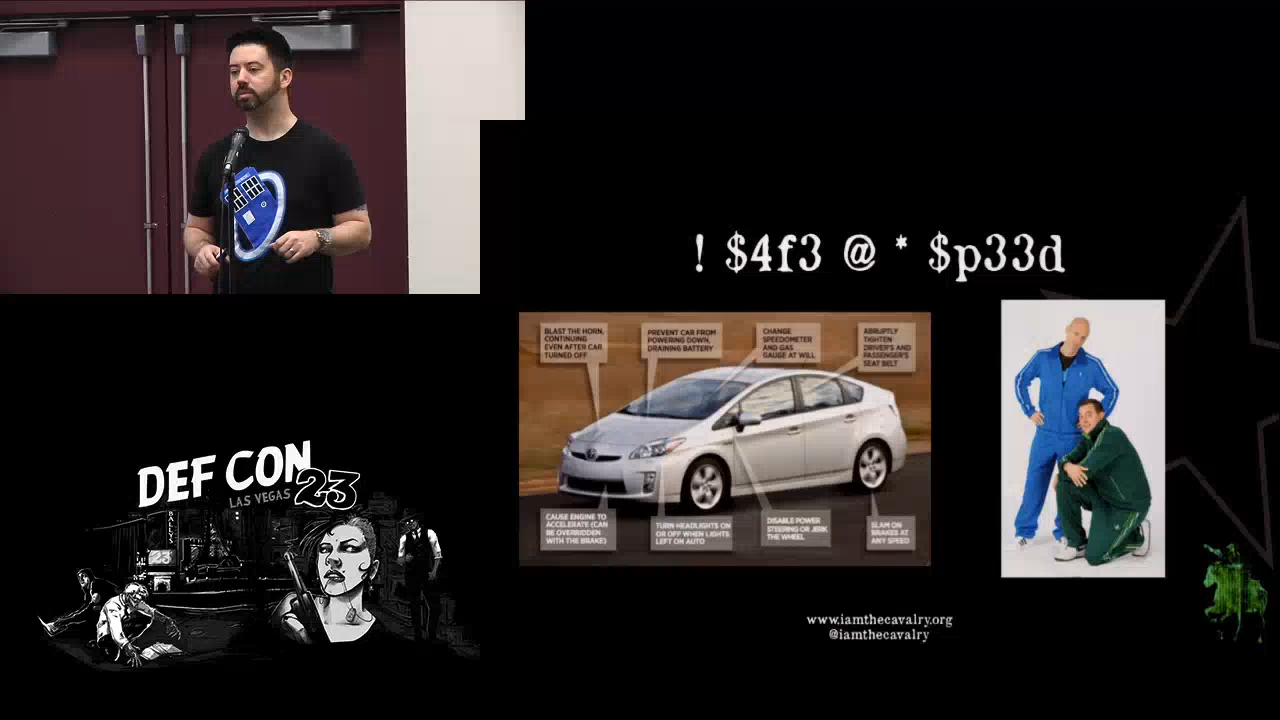 ! $4f3 @ * $p33d
BLAST THE HORN,
CONTINUING
EVEN AFTER CAR
TURNED OFF
PREVENT CAR FROM
POWERING DOWN,
DRAINING BATTERY
CHANGE
SPEEDOMETER
AND GAS
GAUGE AT WILL
ABRUPTLY
TIGHTEN
DRIVER'S AND
PASSENGER'S
SEAT BELT
CAUSE ENGINE TO
ACCELERATE (CAN
BE OVERRIDDEN
WITH THE BRAKE)
TURN HEADLIGHTS ON
OR OFF WHEN LIGHTS
LEFT ON AUTO
DISABLE POWER
STEERING OR JERK
THE WHEEL
SLAM ON
BRAKES AT
ANY SPEED
DEF CON
LAS VEGAS 23
BALLYS
23
www.iamthecavalry.org
@iamthecavalry